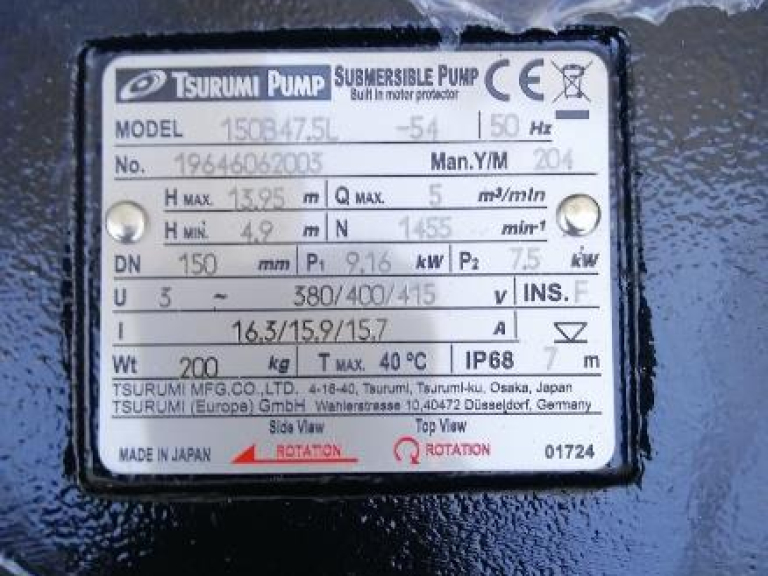 TSURUMI PUMP SUBMERSIBLE PUMP CE
Built in motor protector
MODEL 150B47.5L -54 50 Hz
No. 19646062003 Man.Y/M 204
H MAX. 13.95 m Q MAX. 5 m³/min
H MIN. 4.9 m N 1455 min-¹
DN 150 mm P1 9.16 kW P2 7.5 kW
U 3 ~ 380/400/415 V INS. F
I 16.3/15.9/15.7 A
Wt 200 kg T MAX. 40 ºC IP68 7 m
TSURUMI MFG.CO.,LTD. 4-16-40, Tsurumi, Tsurumi-ku, Osaka, Japan
TSURUMI (Europe) GmbH Wahlerstrasse 10,40472 Düsseldorf, Germany
Side View Top View
MADE IN JAPAN ROTATION ROTATION 01724